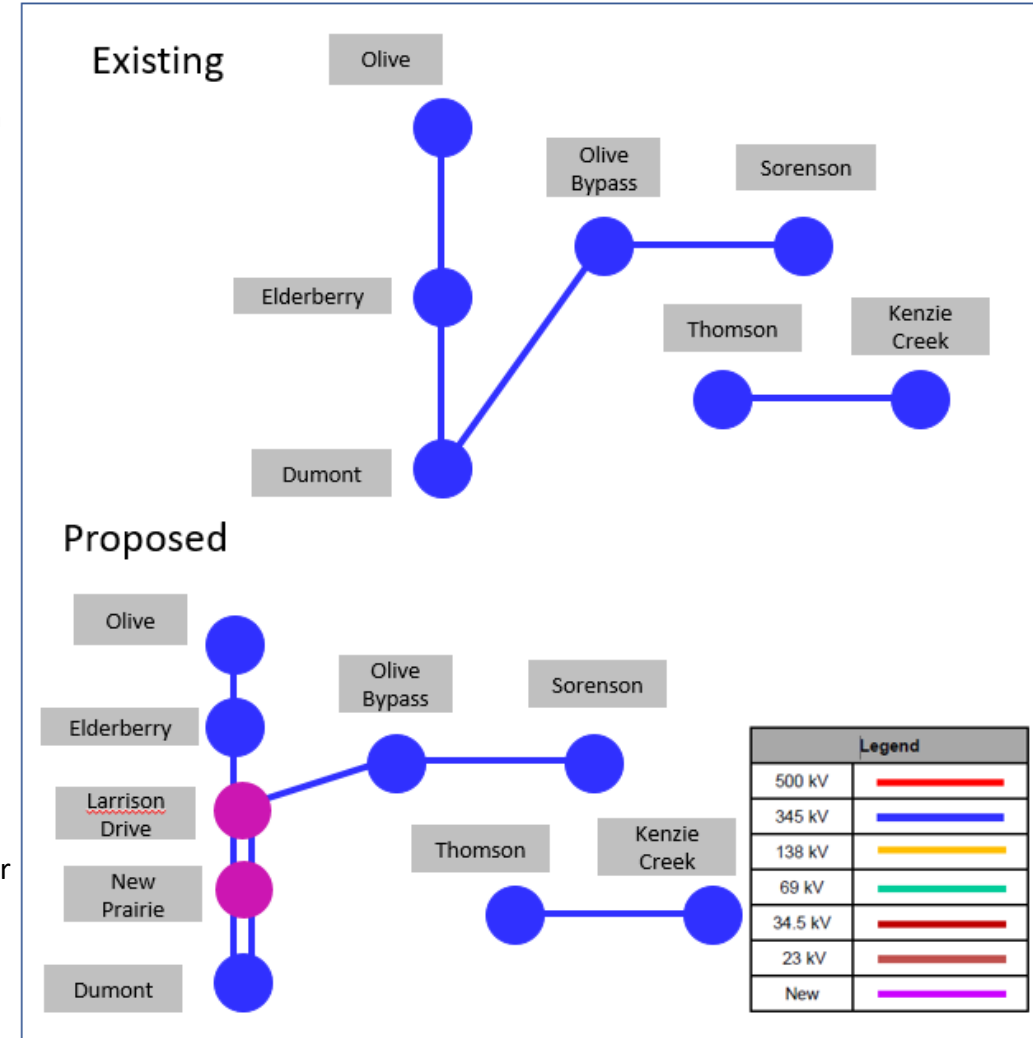 Existing
Olive
Olive
Bypass
Sorenson
Elderberry
Thomson
Kenzie
Creek
Dumont
Proposed
Olive
Olive
Bypass
Sorenson
Elderberry
Larrison
Drive
Thomson
Kenzie
Creek
r
New
Prairie
Dumont
Legend
500 kV
345 kV
138 kV
69 kV
34.5 kV
23 kV
New